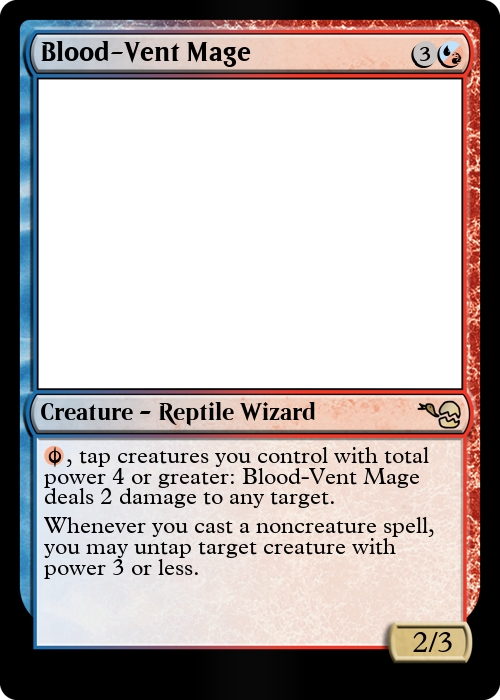 Blood-Vent Mage 3
Creature – Reptile Wizard
Φ, tap creatures you control with total
power 4 or greater: Blood-Vent Mage
deals 2 damage to any target.
Whenever you cast a noncreature spell,
you may untap target creature with
power 3 or less.
2/3